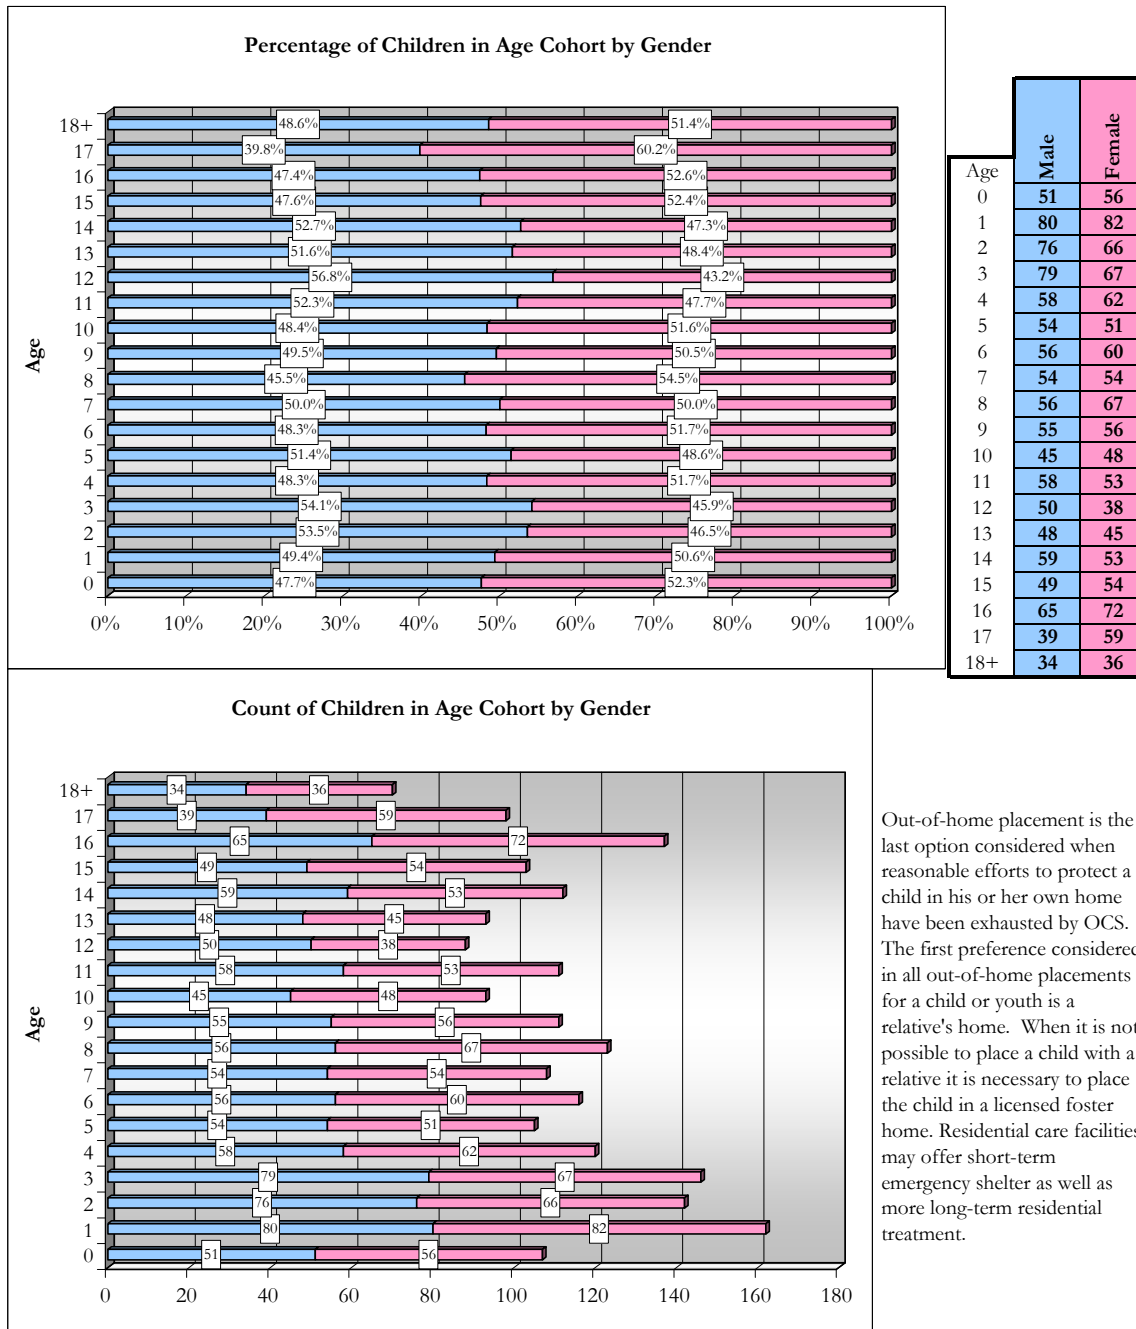 Percentage of Children in Age Cohort by Gender
Age
18+ 48.6% 51.4%
17 39.8% 60.2%
16 47.4% 52.6%
15 47.6% 52.4%
14 52.7% 47.3%
13 51.6% 48.4%
12 56.8% 43.2%
11 52.3% 47.7%
10 48.4% 51.6%
9 49.5% 50.5%
8 45.5% 54.5%
7 50.0% 50.0%
6 48.3% 51.7%
5 51.4% 48.6%
4 48.3% 51.7%
3 54.1% 45.9%
2 53.5% 46.5%
1 49.4% 50.6%
0 47.7% 52.3%
0% 10% 20% 30% 40% 50% 60% 70% 80% 90% 100%
Age Male Female
0 51 56
1 80 82
2 76 66
3 79 67
4 58 62
5 54 51
6 56 60
7 54 54
8 56 67
9 55 56
10 45 48
11 58 53
12 50 38
13 48 45
14 59 53
15 49 54
16 65 72
17 39 59
18+ 34 36
Count of Children in Age Cohort by Gender
Age
18+ 34 36
17 39 59
16 65 72
15 49 54
14 59 53
13 48 45
12 50 38
11 58 53
10 45 48
9 55 56
8 56 67
7 54 54
6 56 60
5 54 51
4 58 62
3 79 67
2 76 66
1 80 82
0 51 56
0 20 40 60 80 100 120 140 160 180
Out-of-home placement is the
last option considered when
reasonable efforts to protect a
child in his or her own home
have been exhausted by OCS.
The first preference considered
in all out-of-home placements
for a child or youth is a
relative's home. When it is not
possible to place a child with a
relative it is necessary to place
the child in a licensed foster
home. Residential care facilities
may offer short-term
emergency shelter as well as
more long-term residential
treatment.